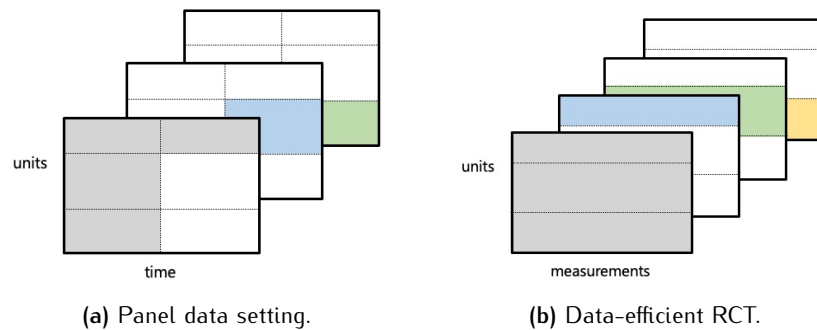 units
time
(a) Panel data setting.
units
measurements
(b) Data-efficient RCT.